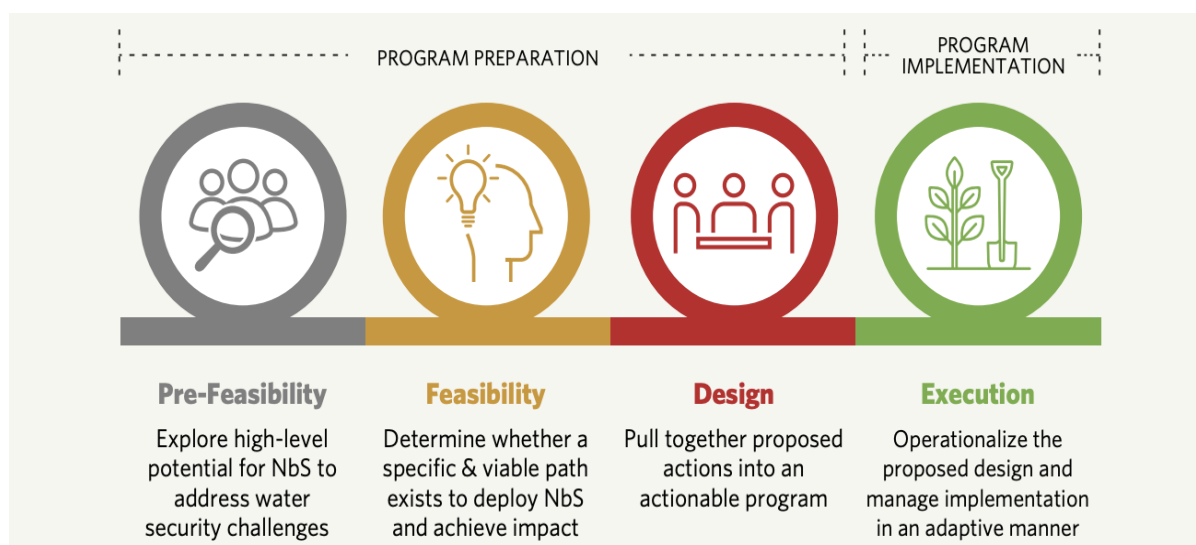 PROGRAM PREPARATION
PROGRAM
IMPLEMENTATION
Pre-Feasibility
Explore high-level
potential for NbS to
address water
security challenges
Feasibility
Determine whether a
specific & viable path
exists to deploy NbS
and achieve impact
Design
Pull together proposed
actions into an
actionable program
Execution
Operationalize the
proposed design and
manage implementation
in an adaptive manner